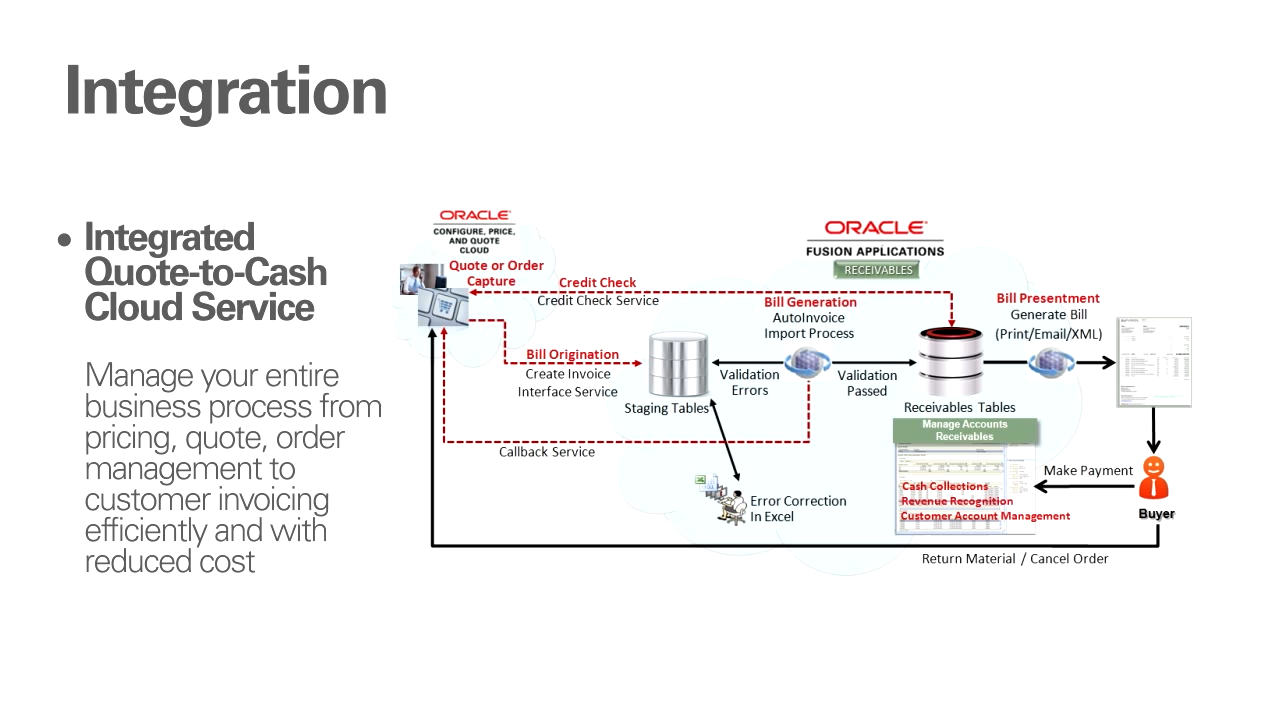 Integration
• Integrated
Quote-to-Cash
Cloud Service
Manage your entire
business process from
pricing, quote, order
management to
customer invoicing
efficiently and with
reduced cost
ORACLE
CONFIGURE, PRICE,
AND QUOTE
CLOUD
Quote or Order
Capture
Credit Check
Credit Check Service
ORACLE
FUSION APPLICATIONS
RECEIVABLES
Bill Generation
AutoInvoice
Import Process
Bill Presentment
Generate Bill
(Print/Email/XML)
Bill Origination
Create Invoice
Interface Service
Staging Tables
Validation
Errors
Validation
Passed
Receivables Tables
Callback Service
Manage Accounts
Receivables
Cash Collections
Revenue Recognition
Customer Account Management
Make Payment
Buyer
Error Correction
In Excel
Return Material / Cancel Order